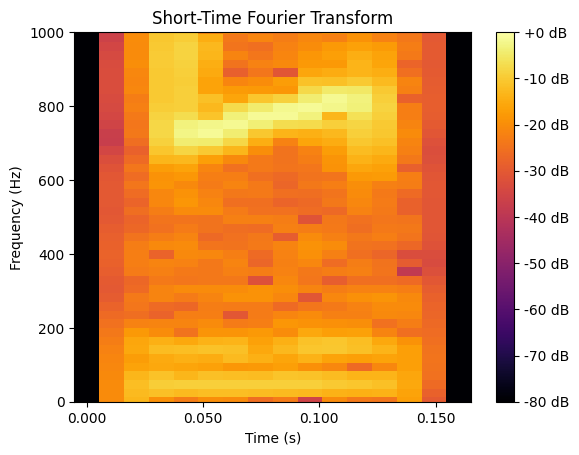 Short-Time Fourier Transform
1000
800
600
400
200
0
Frequency (Hz)
0.000
0.050
0.100
0.150
Time (s)
+0 dB
-10 dB
-20 dB
-30 dB
-40 dB
-50 dB
-60 dB
-70 dB
-80 dB